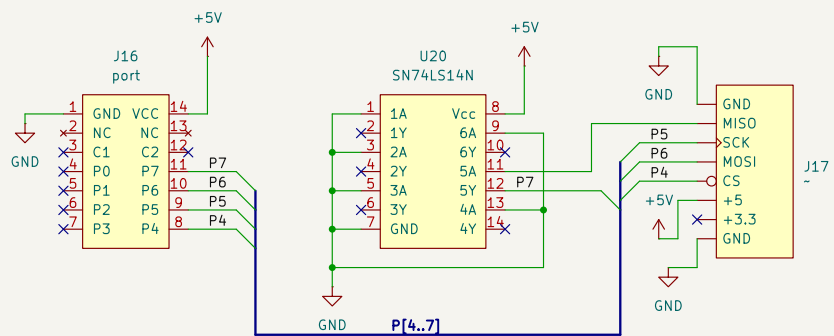 +5V
J16
port
1 GND VCC 14
2 NC NC 13
3 C1 C2 12
4 P0 P7 11 P7
5 P1 P6 10 P6
6 P2 P5 9 P5
7 P3 P4 8 P4
GND
+5V
U20
SN74LS14N
1 1A Vcc 8
2 1Y 6A 9
3 2A 6Y 10
4 2Y 5A 11
5 3A 5Y 12 P7
6 3Y 4A 13
7 GND 4Y 14
GND
P[4..7]
GND
GND
MISO
P5 SCK
P6 MOSI
P4 CS
+5V +5
+3.3
GND
J17
~
GND